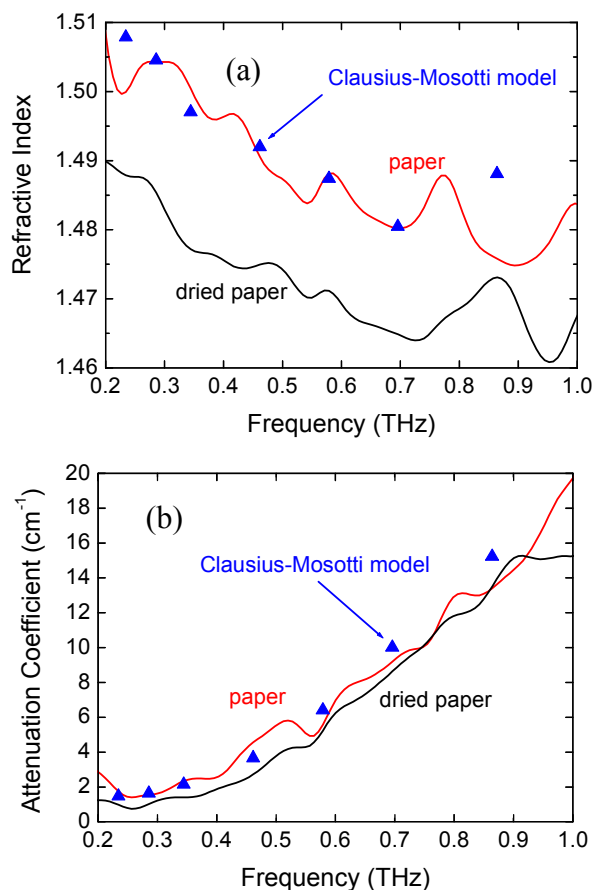 1.51
(a)
Clausius-Mosotti model
1.50
1.49
paper
1.48
1.47
dried paper
1.46
Refractive Index
0.2 0.3 0.4 0.5 0.6 0.7 0.8 0.9 1.0
Frequency (THz)
20
(b)
18
16
Clausius-Mosotti model
14
12
10
8
paper
dried paper
6
4
2
0
Attenuation Coefficient (cm⁻¹)
0.2 0.3 0.4 0.5 0.6 0.7 0.8 0.9 1.0
Frequency (THz)